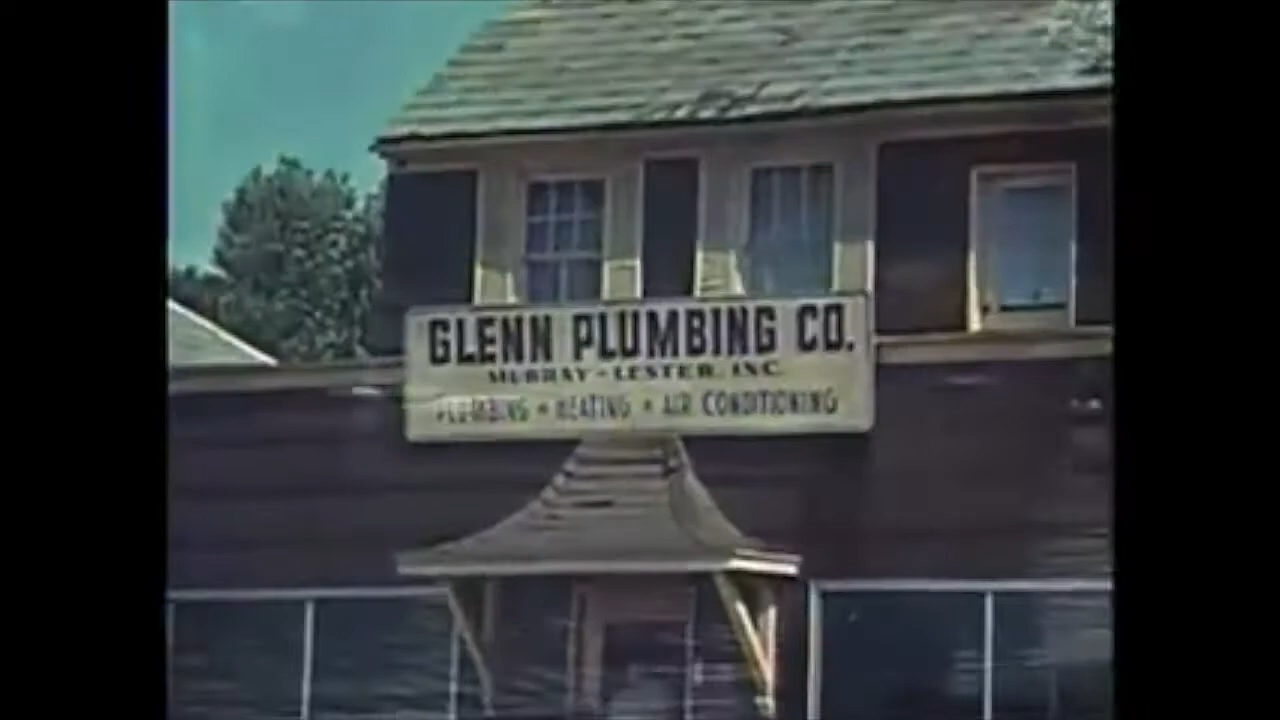 GLENN PLUMBING CO.
MURRAY - LESTER, INC.
PLUMBING • HEATING • AIR CONDITIONING